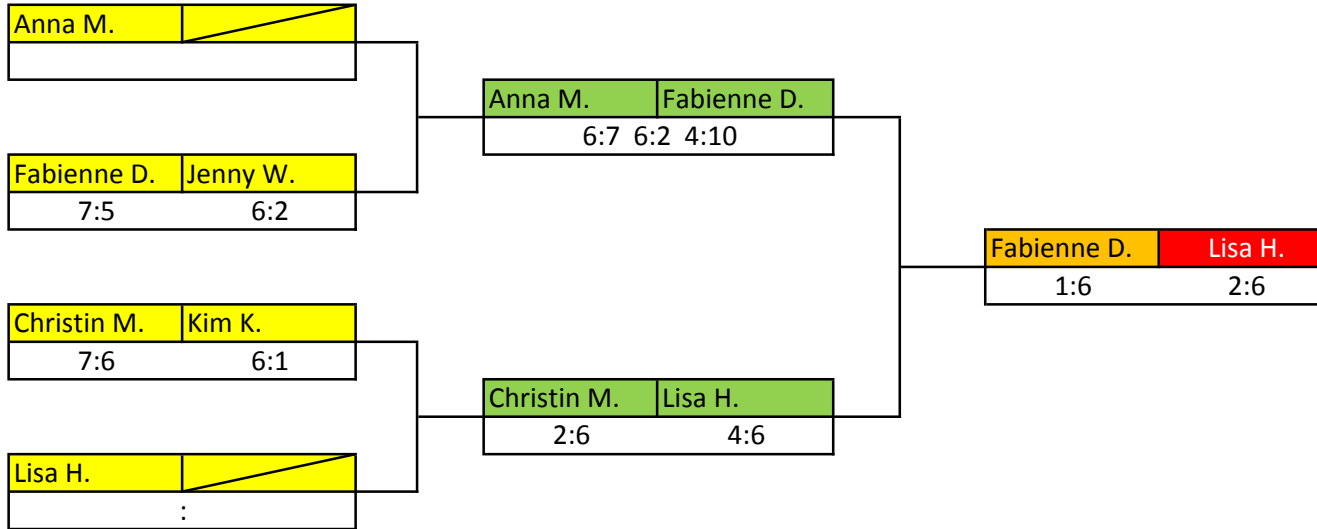 Anna M.
Anna M. Fabienne D.
6:7 6:2 4:10
Fabienne D. Jenny W.
7:5 6:2
Fabienne D. Lisa H.
1:6 2:6
Christin M. Kim K.
7:6 6:1
Christin M. Lisa H.
2:6 4:6
Lisa H.
: